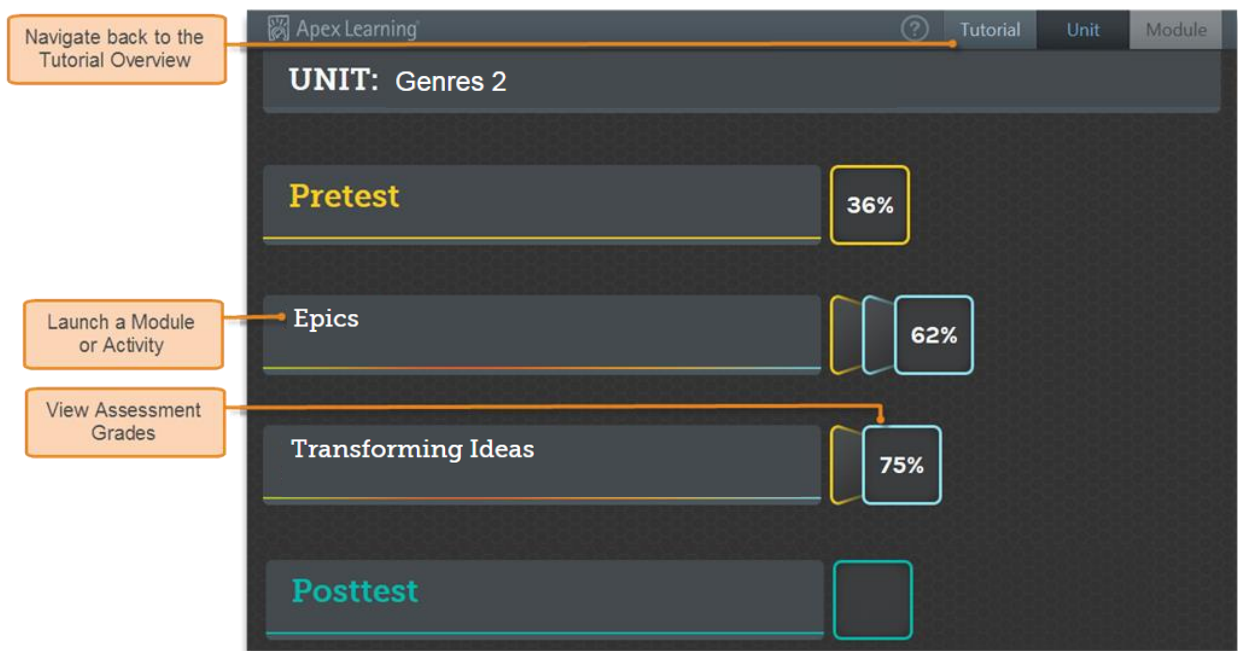 Navigate back to the
Tutorial Overview
Apex Learning
?
Tutorial
Unit
Module
UNIT: Genres 2
Pretest
36%
Launch a Module
or Activity
Epics
62%
View Assessment
Grades
Transforming Ideas
75%
Posttest